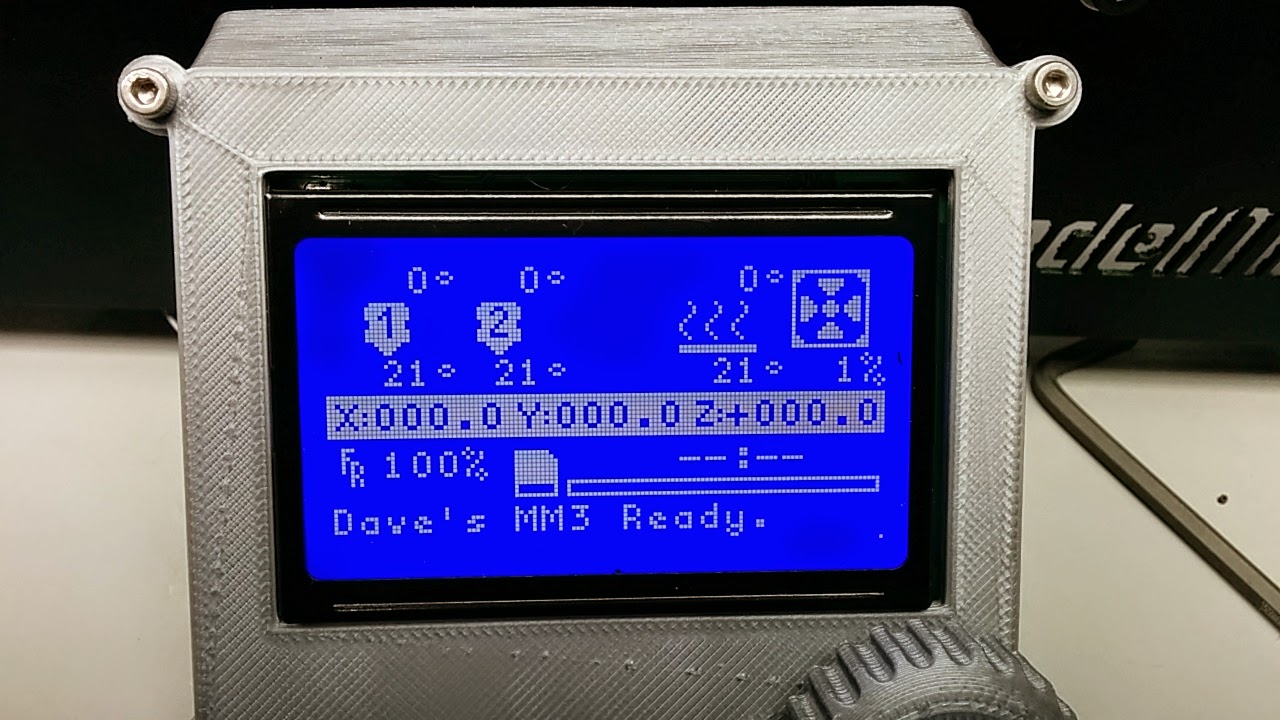 0° 0° 0°
1 2
21° 21° 21° 1%
X:000.0 Y:000.0 Z:+000.0
FR 100% --:--
Dave's MM3 Ready.